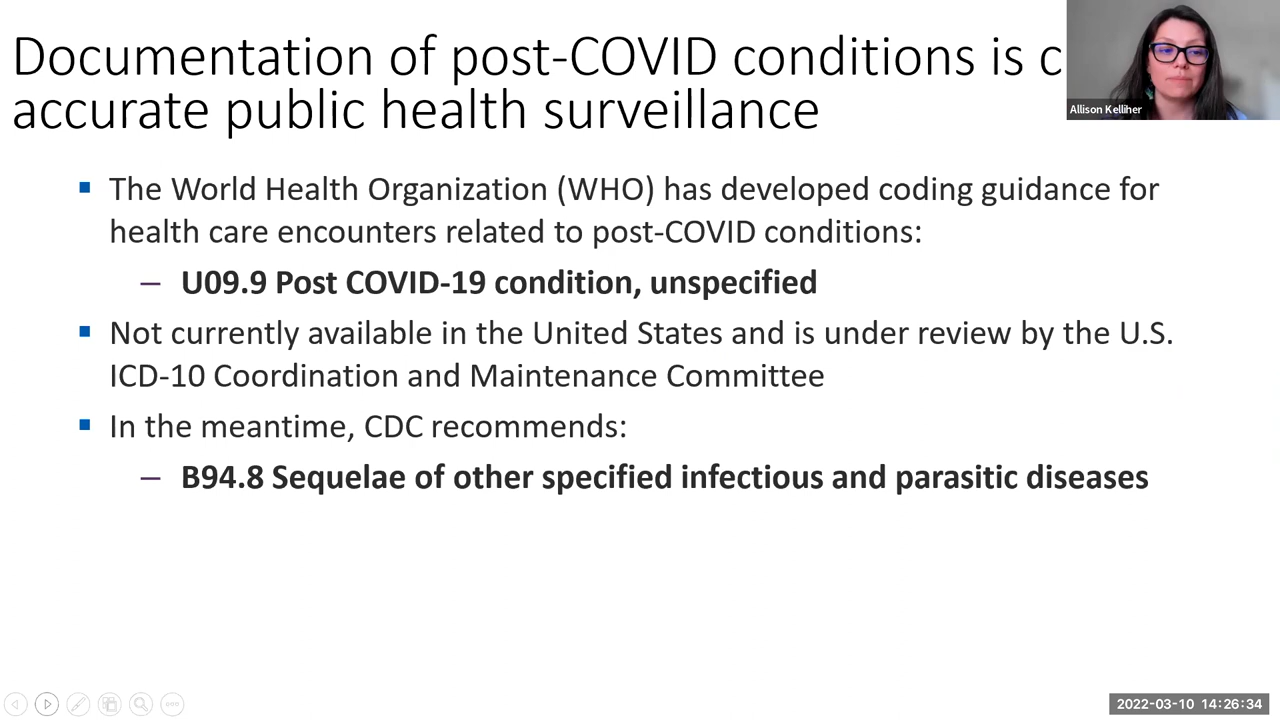 Documentation of post-COVID conditions is
accurate public health surveillance
Allison Kelliher
▪ The World Health Organization (WHO) has developed coding guidance for
health care encounters related to post-COVID conditions:
– U09.9 Post COVID-19 condition, unspecified
▪ Not currently available in the United States and is under review by the U.S.
ICD-10 Coordination and Maintenance Committee
▪ In the meantime, CDC recommends:
– B94.8 Sequelae of other specified infectious and parasitic diseases
2022-03-10 14:26:34